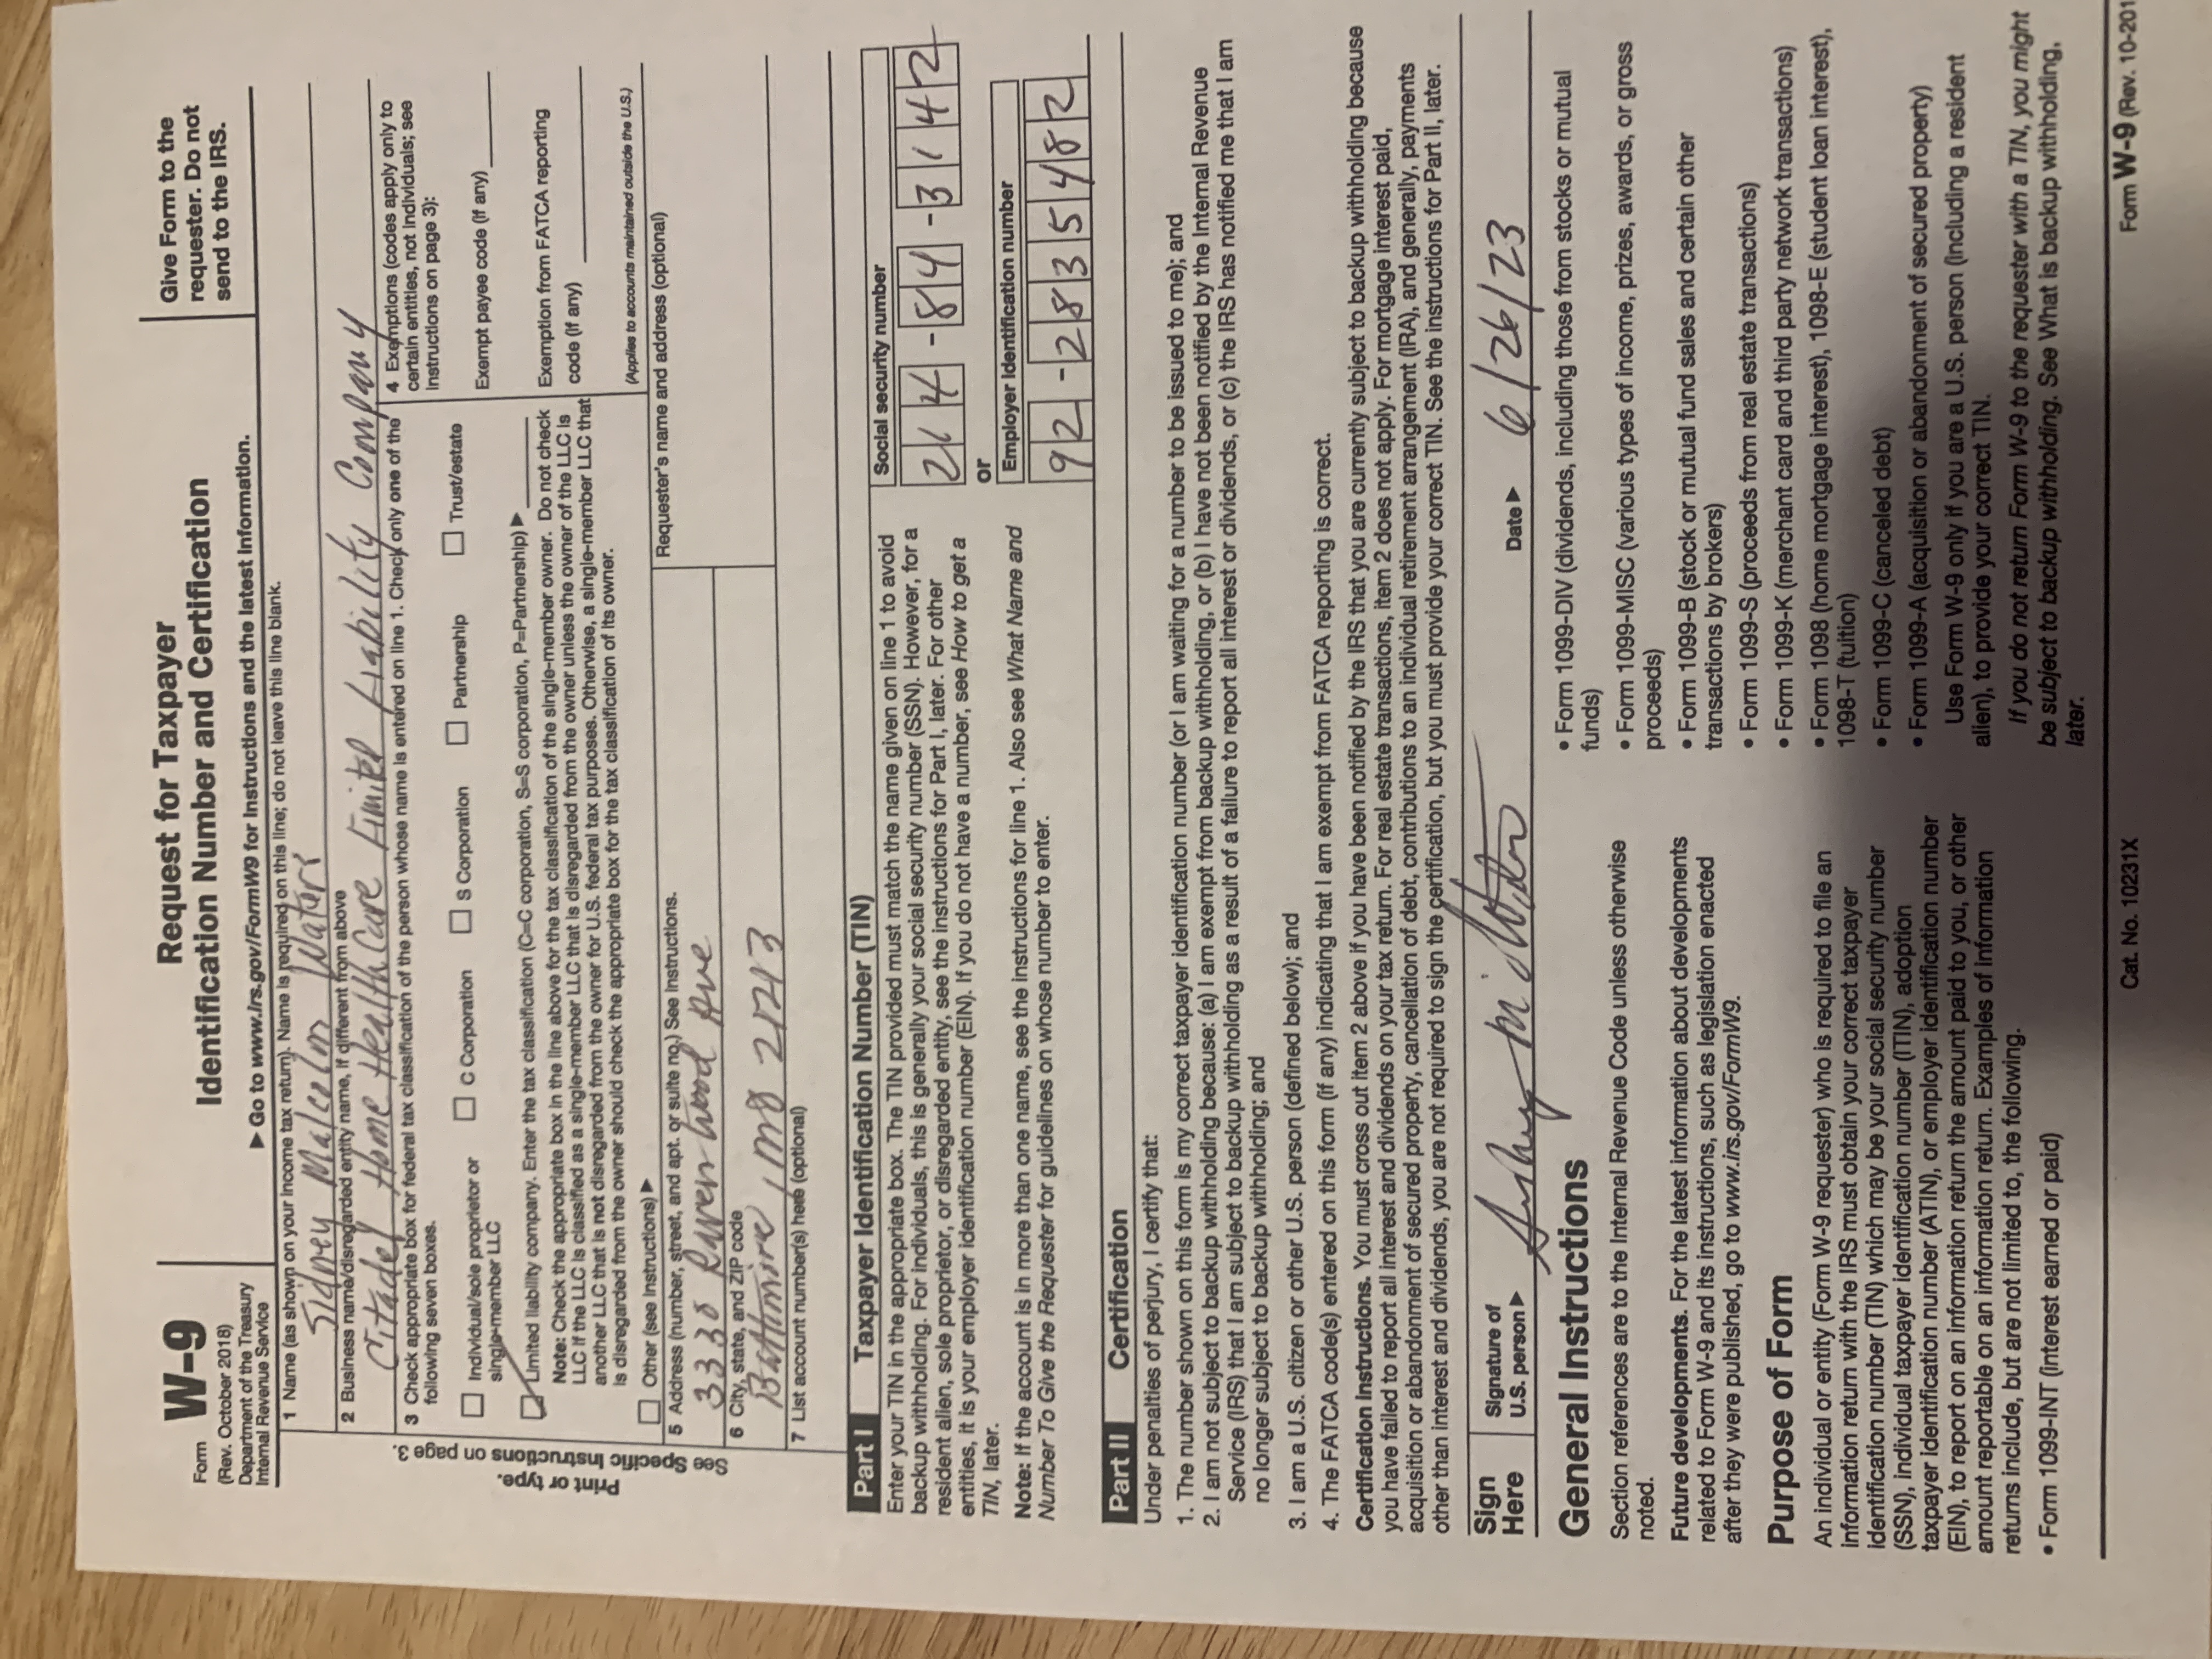 Form W-9
(Rev. October 2018)
Department of the Treasury
Internal Revenue Service
Request for Taxpayer
Identification Number and Certification
▶ Go to www.irs.gov/FormW9 for instructions and the latest information.
Give Form to the
requester. Do not
send to the IRS.
Print or type.
See Specific Instructions on page 3.
1 Name (as shown on your income tax return). Name is required on this line; do not leave this line blank.
Sidney Malcolm Waters
2 Business name/disregarded entity name, if different from above
Citadel Home HealthCare Limited Liability Company
3 Check appropriate box for federal tax classification of the person whose name is entered on line 1. Check only one of the
following seven boxes.
Individual/sole proprietor or
single-member LLC
C Corporation
S Corporation
Partnership
Trust/estate
Limited liability company. Enter the tax classification (C=C corporation, S=S corporation, P=Partnership) ▶
Note: Check the appropriate box in the line above for the tax classification of the single-member owner. Do not check
LLC if the LLC is classified as a single-member LLC that is disregarded from the owner unless the owner of the LLC is
another LLC that is not disregarded from the owner for U.S. federal tax purposes. Otherwise, a single-member LLC that
is disregarded from the owner should check the appropriate box for the tax classification of its owner.
Other (see instructions) ▶
4 Exemptions (codes apply only to
certain entities, not individuals; see
instructions on page 3):
Exempt payee code (if any)
Exemption from FATCA reporting
code (if any)
(Applies to accounts maintained outside the U.S.)
5 Address (number, street, and apt. or suite no.) See instructions.
3338 Ravenwood Ave
Requester's name and address (optional)
6 City, state, and ZIP code
Baltimore, MD 21213
7 List account number(s) here (optional)
Part I Taxpayer Identification Number (TIN)
Enter your TIN in the appropriate box. The TIN provided must match the name given on line 1 to avoid
backup withholding. For individuals, this is generally your social security number (SSN). However, for a
resident alien, sole proprietor, or disregarded entity, see the instructions for Part I, later. For other
entities, it is your employer identification number (EIN). If you do not have a number, see How to get a
TIN, later.
Note: If the account is in more than one name, see the instructions for line 1. Also see What Name and
Number To Give the Requester for guidelines on whose number to enter.
Social security number
214-84-3142
or
Employer identification number
92-2835482
Part II Certification
Under penalties of perjury, I certify that:
1. The number shown on this form is my correct taxpayer identification number (or I am waiting for a number to be issued to me); and
2. I am not subject to backup withholding because: (a) I am exempt from backup withholding, or (b) I have not been notified by the Internal Revenue
Service (IRS) that I am subject to backup withholding as a result of a failure to report all interest or dividends, or (c) the IRS has notified me that I am
no longer subject to backup withholding; and
3. I am a U.S. citizen or other U.S. person (defined below); and
4. The FATCA code(s) entered on this form (if any) indicating that I am exempt from FATCA reporting is correct.
Certification instructions. You must cross out item 2 above if you have been notified by the IRS that you are currently subject to backup withholding because
you have failed to report all interest and dividends on your tax return. For real estate transactions, item 2 does not apply. For mortgage interest paid,
acquisition or abandonment of secured property, cancellation of debt, contributions to an individual retirement arrangement (IRA), and generally, payments
other than interest and dividends, you are not required to sign the certification, but you must provide your correct TIN. See the instructions for Part II, later.
Sign
Here
Signature of
U.S. person ▶
Sidney M Waters
Date ▶ 6/26/23
General Instructions
Section references are to the Internal Revenue Code unless otherwise
noted.
Future developments. For the latest information about developments
related to Form W-9 and its instructions, such as legislation enacted
after they were published, go to www.irs.gov/FormW9.
Purpose of Form
An individual or entity (Form W-9 requester) who is required to file an
information return with the IRS must obtain your correct taxpayer
identification number (TIN) which may be your social security number
(SSN), individual taxpayer identification number (ITIN), adoption
taxpayer identification number (ATIN), or employer identification number
(EIN), to report on an information return the amount paid to you, or other
amount reportable on an information return. Examples of information
returns include, but are not limited to, the following.
• Form 1099-INT (interest earned or paid)
• Form 1099-DIV (dividends, including those from stocks or mutual
funds)
• Form 1099-MISC (various types of income, prizes, awards, or gross
proceeds)
• Form 1099-B (stock or mutual fund sales and certain other
transactions by brokers)
• Form 1099-S (proceeds from real estate transactions)
• Form 1099-K (merchant card and third party network transactions)
• Form 1098 (home mortgage interest), 1098-E (student loan interest),
1098-T (tuition)
• Form 1099-C (canceled debt)
• Form 1099-A (acquisition or abandonment of secured property)
Use Form W-9 only if you are a U.S. person (including a resident
alien), to provide your correct TIN.
If you do not return Form W-9 to the requester with a TIN, you might
be subject to backup withholding. See What is backup withholding,
later.
Cat. No. 10231X
Form W-9 (Rev. 10-201